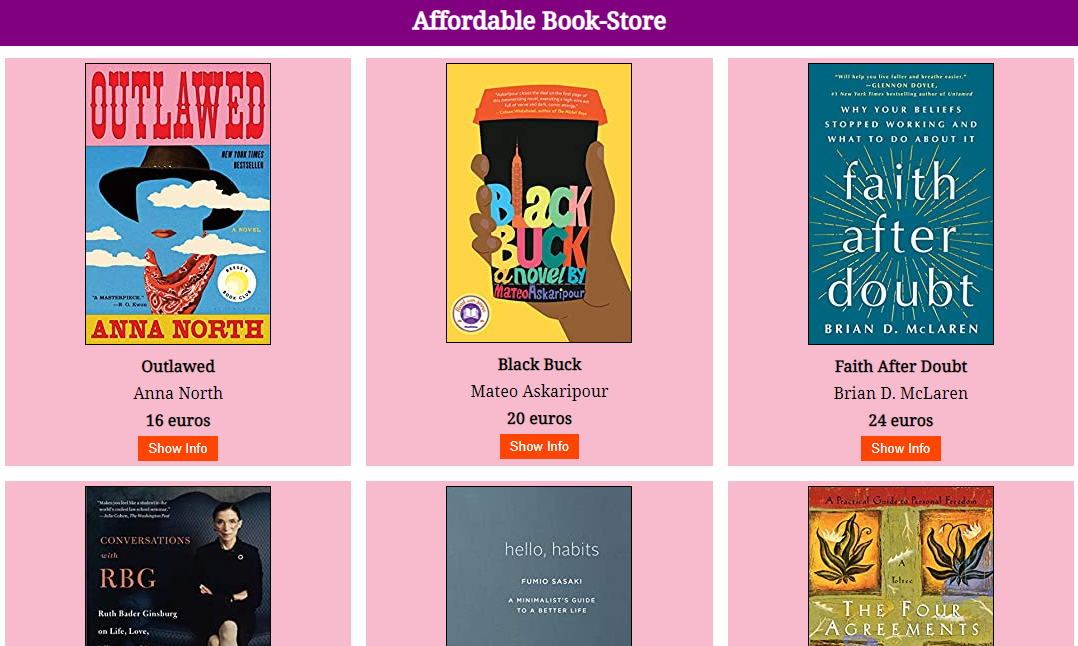 Affordable Book-Store
OUTLAWED
NEW YORK TIMES
BESTSELLER
A NOVEL
REESE'S
BOOK CLUB
"A MASTERPIECE."
—R. O. Kwon
ANNA NORTH
Outlawed
Anna North
16 euros
Show Info
Black
BUCK
a novel BY
Mateo Askaripour
Black Buck
Mateo Askaripour
20 euros
Show Info
"Will help you live fuller and breathe easier."
—GLENNON DOYLE,
#1 New York Times bestselling author of Untamed
WHY YOUR BELIEFS
STOPPED WORKING AND
WHAT TO DO ABOUT IT
faith
after
doubt
BRIAN D. McLAREN
Faith After Doubt
Brian D. McLaren
24 euros
Show Info
"Makes you feel like a student in the
world's coolest law school seminar."
—Jake Cohen, The Washington Post
CONVERSATIONS
with
RBG
Ruth Bader Ginsburg
on Life, Love,
hello, habits
FUMIO SASAKI
A MINIMALIST'S GUIDE
TO A BETTER LIFE
A Practical Guide to Personal Freedom
A
Toltec
THE FOUR
AGREEMENTS